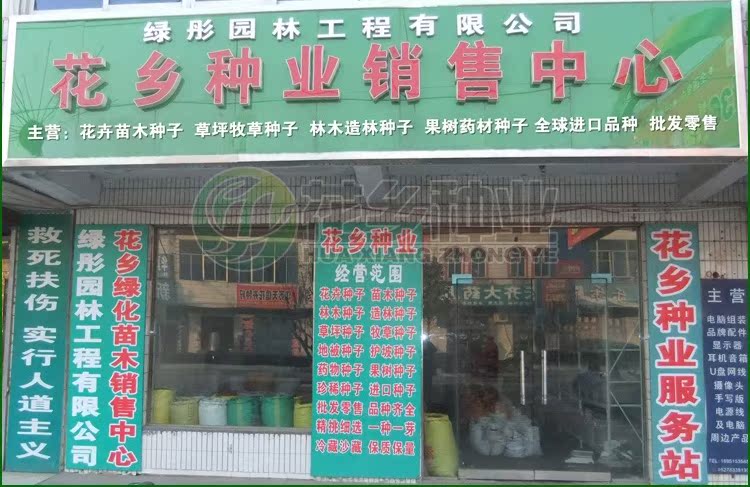 绿彤园林工程有限公司
花乡种业销售中心
主营：花卉苗木种子 草坪牧草种子 林木造林种子 果树药材种子 全球进口品种 批发零售
花乡种业
HUAXIANG ZHONGYE
救死扶伤 实行人道主义
绿彤园林工程有限公司
花乡绿化苗木销售中心
花乡种业
经营范围
花卉种子 苗木种子
林木种子 造林种子
草坪种子 牧草种子
地被种子 护坡种子
药物种子 果树种子
珍稀种子 进口种子
批发零售 品种齐全
精挑细选 一种一芽
冷藏沙藏 保质保量
花乡种业服务站
主营
电脑组装
品牌配件
显示器
耳机音箱
U盘网线
摄像头
手写版
电源线
及电脑
周边产品